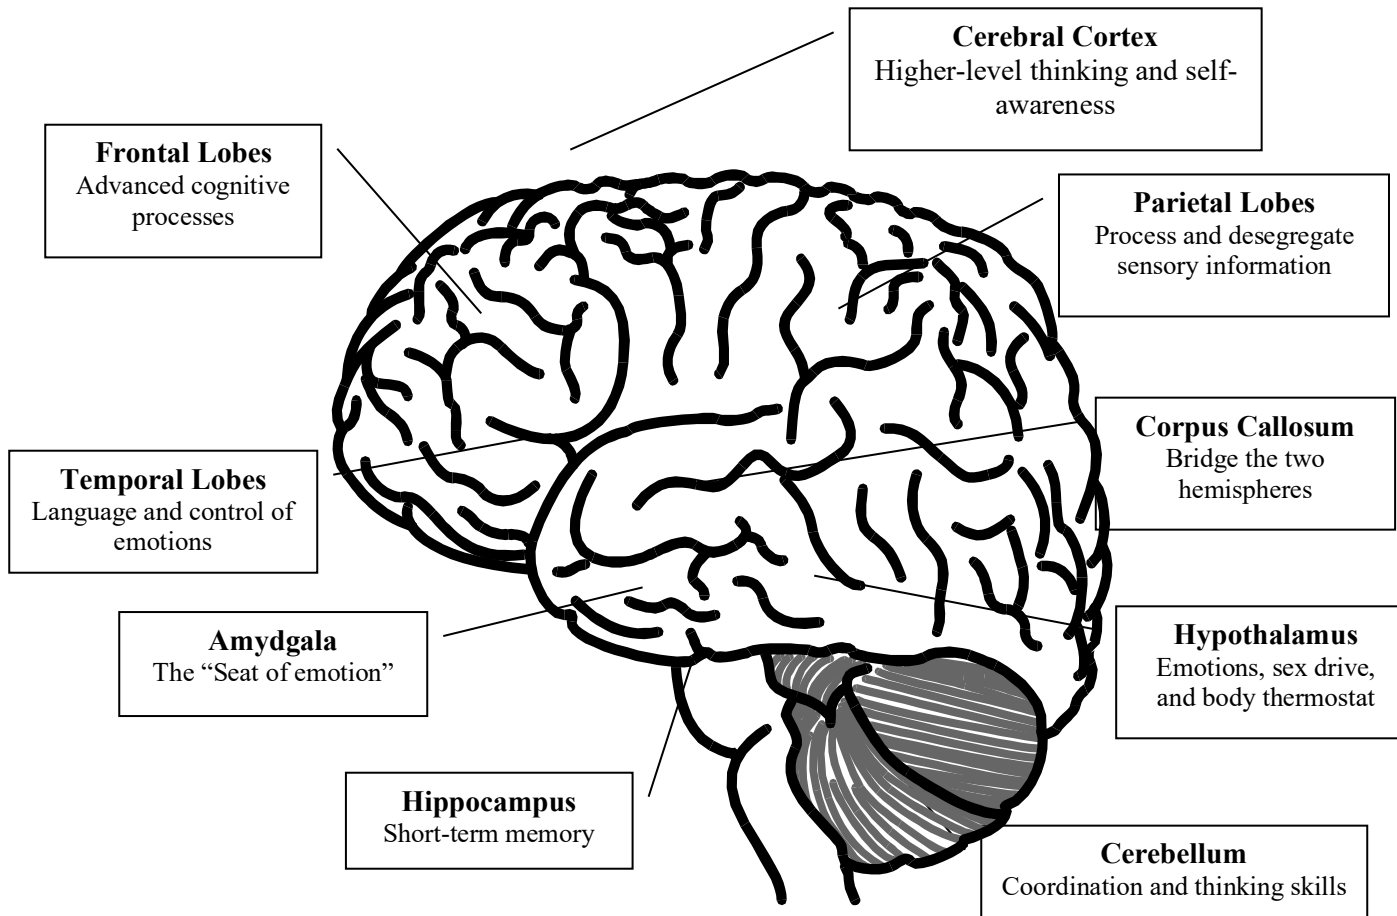 Cerebral Cortex
Higher-level thinking and self-
awareness
Frontal Lobes
Advanced cognitive
processes
Parietal Lobes
Process and desegregate
sensory information
Corpus Callosum
Bridge the two
hemispheres
Temporal Lobes
Language and control of
emotions
Amydgala
The “Seat of emotion”
Hypothalamus
Emotions, sex drive,
and body thermostat
Hippocampus
Short-term memory
Cerebellum
Coordination and thinking skills